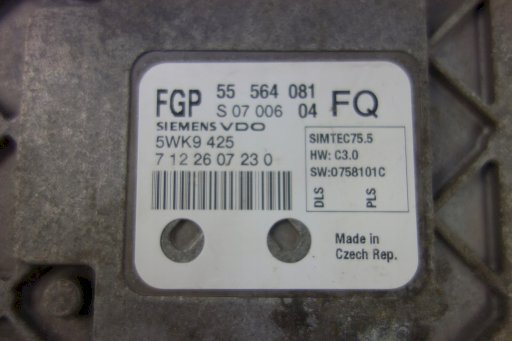 FGP 55 564 081 FQ
S 07 006 04
SIEMENS VDO
5WK9 425
7 12 26 07 23 0
SIMTEC75.5
HW: C3.0
SW:0758101C
DLS
PLS
Made in
Czech Rep.